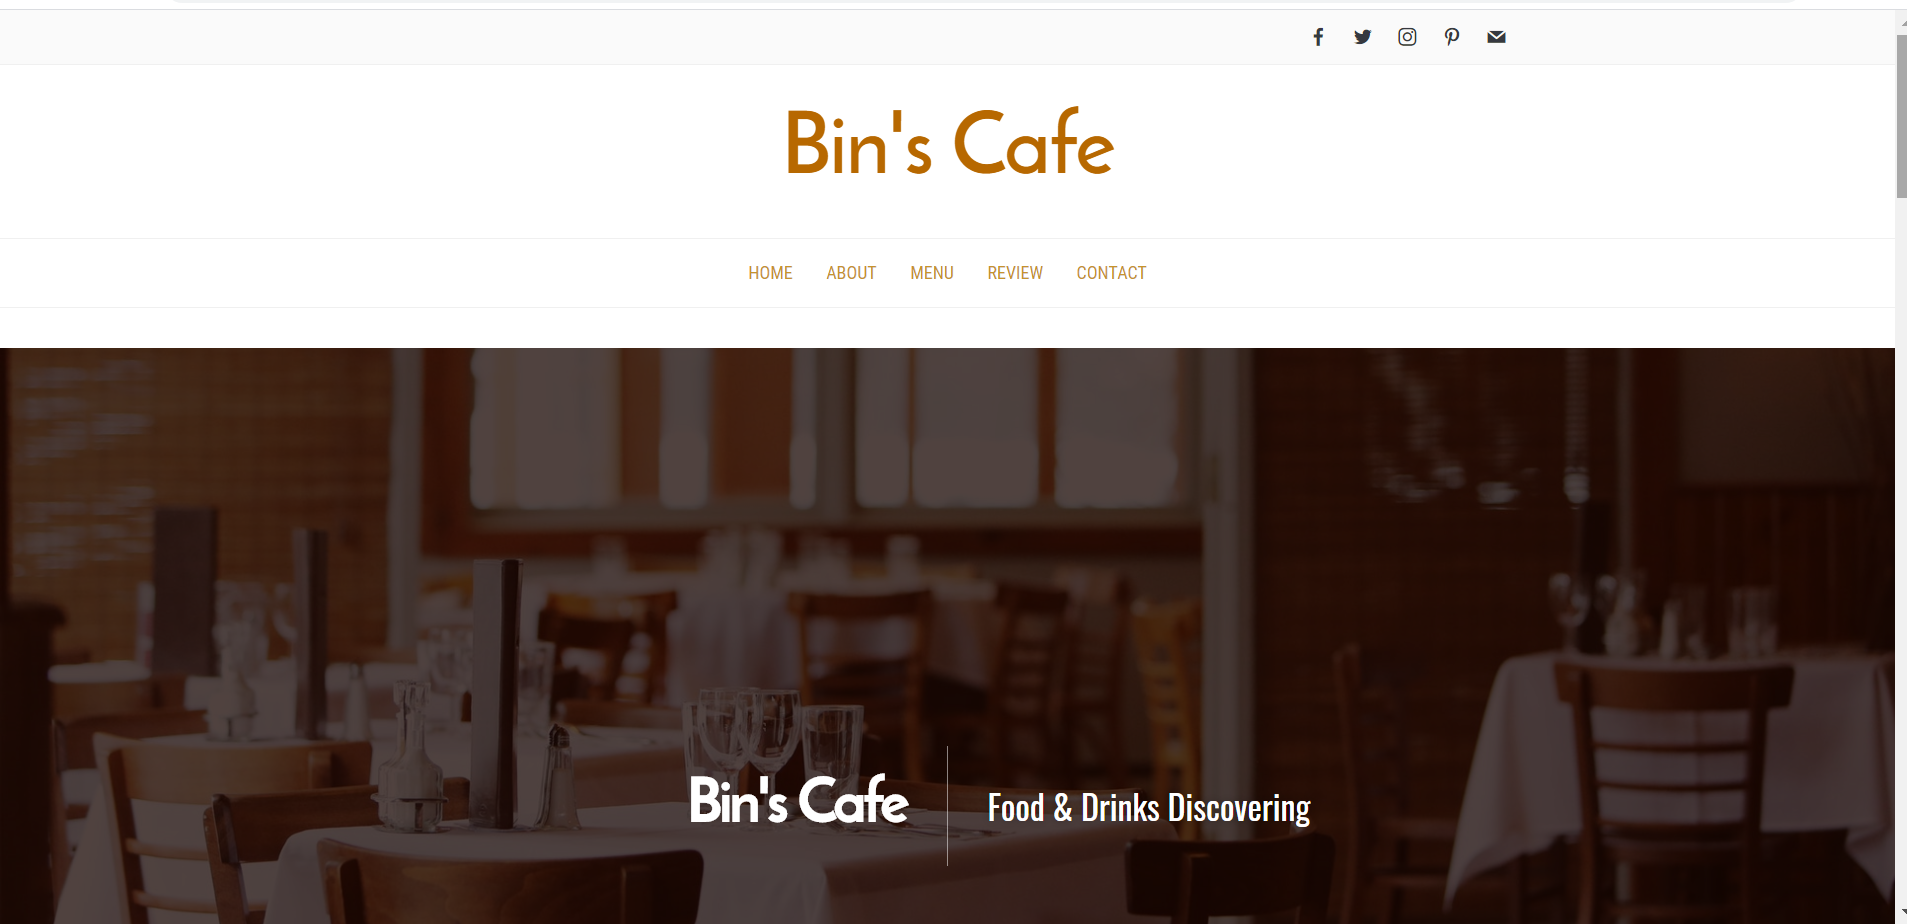 Bin's Cafe
HOME ABOUT MENU REVIEW CONTACT
Bin's Cafe
Food & Drinks Discovering